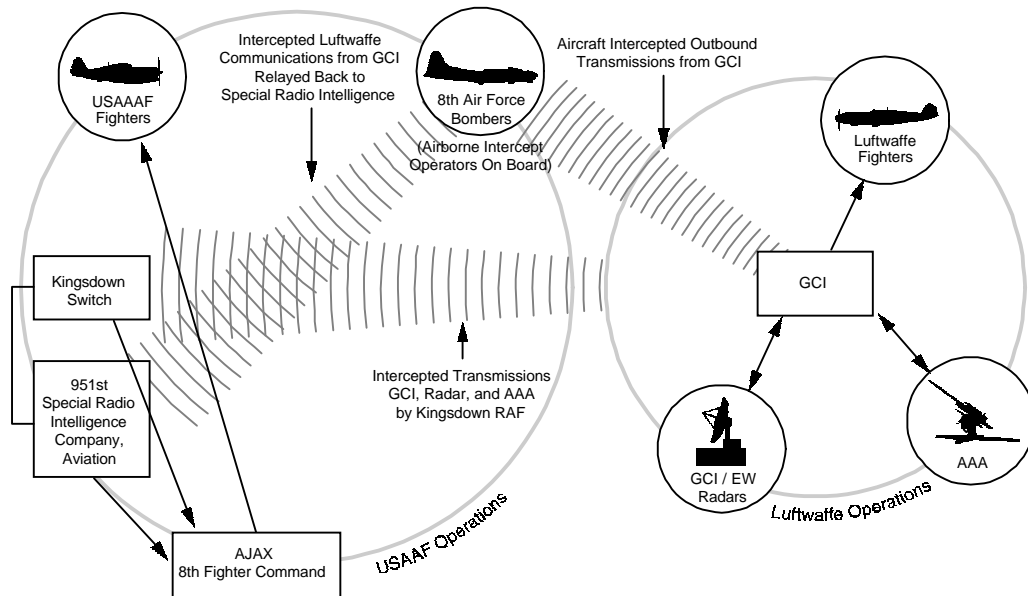 USAAAF
Fighters
Intercepted Luftwaffe
Communications from GCI
Relayed Back to
Special Radio Intelligence
8th Air Force
Bombers
(Airborne Intercept
Operators On Board)
Aircraft Intercepted Outbound
Transmissions from GCI
Luftwaffe
Fighters
Kingsdown
Switch
GCI
951st
Special Radio
Intelligence
Company,
Aviation
Intercepted Transmissions
GCI, Radar, and AAA
by Kingsdown RAF
GCI / EW
Radars
AAA
AJAX
8th Fighter Command
USAAF Operations
Luftwaffe Operations